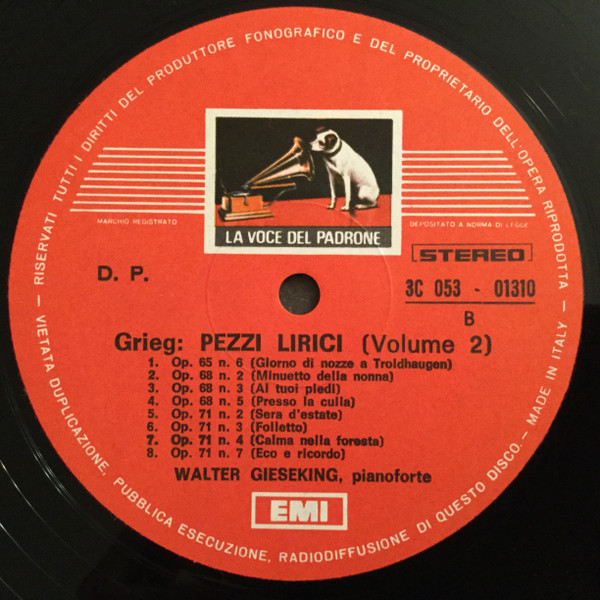 RISERVATI TUTTI I DIRITTI DEL PRODUTTORE FONOGRAFICO E DEL PROPRIETARIO DELL'OPERA RIPRODOTTA — MADE IN ITALY —
VIETATA DUPLICAZIONE, PUBBLICA ESECUZIONE, RADIODIFFUSIONE DI QUESTO DISCO. —
MARCHIO REGISTRATO
LA VOCE DEL PADRONE
DEPOSITATO A NORMA DI LEGGE
STEREO
D. P.
3C 053 - 01310
B
Grieg: PEZZI LIRICI (Volume 2)
1. Op. 65 n. 6 (Giorno di nozze a Troldhaugen)
2. Op. 68 n. 2 (Minuetto della nonna)
3. Op. 68 n. 3 (Ai tuoi piedi)
4. Op. 68 n. 5 (Presso la culla)
5. Op. 71 n. 2 (Sera d'estate)
6. Op. 71 n. 3 (Folletto)
7. Op. 71 n. 4 (Calma nella foresta)
8. Op. 71 n. 7 (Eco e ricordo)
WALTER GIESEKING, pianoforte
EMI